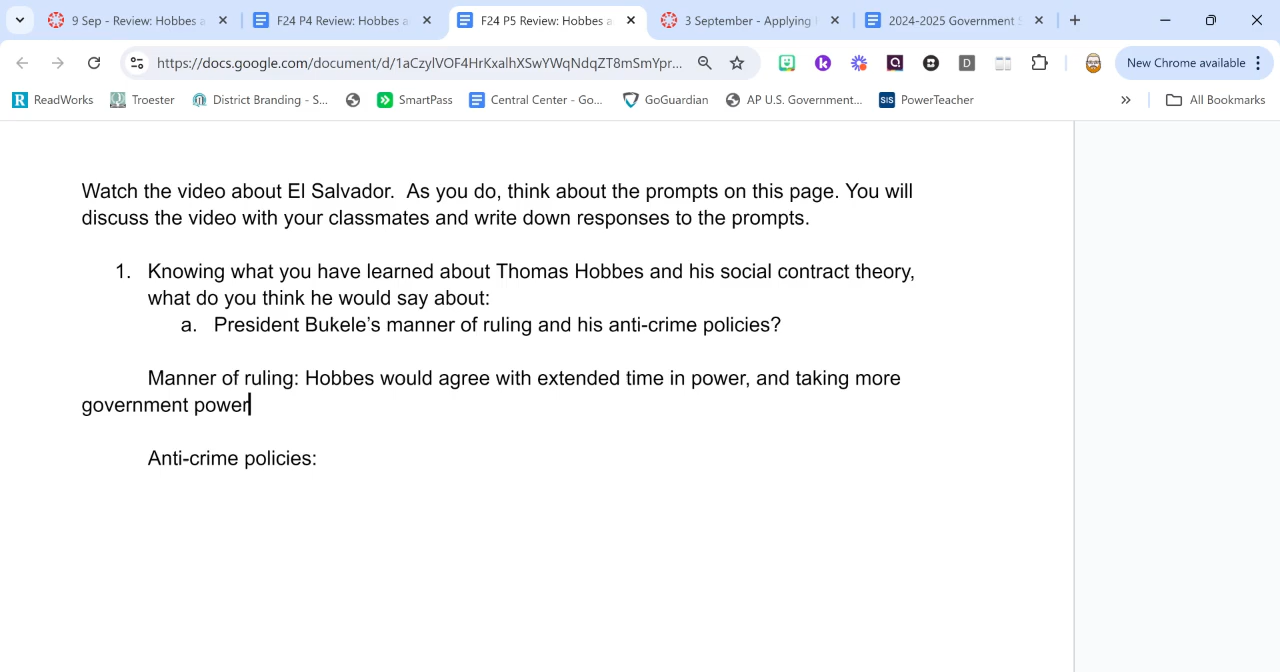 9 Sep - Review: Hobbes a
F24 P4 Review: Hobbes a
F24 P5 Review: Hobbes a
3 September - Applying
2024-2025 Government S
https://docs.google.com/document/d/1aCzylVOF4HrKxalhXSwYWqNdqZT8mSmYpr...
New Chrome available
R ReadWorks
Troester
District Branding - S...
SmartPass
Central Center - Go...
GoGuardian
AP U.S. Government...
SIS PowerTeacher
All Bookmarks
Watch the video about El Salvador.  As you do, think about the prompts on this page. You will
discuss the video with your classmates and write down responses to the prompts.
1. Knowing what you have learned about Thomas Hobbes and his social contract theory,
what do you think he would say about:
a. President Bukele’s manner of ruling and his anti-crime policies?
Manner of ruling: Hobbes would agree with extended time in power, and taking more
government power
Anti-crime policies: